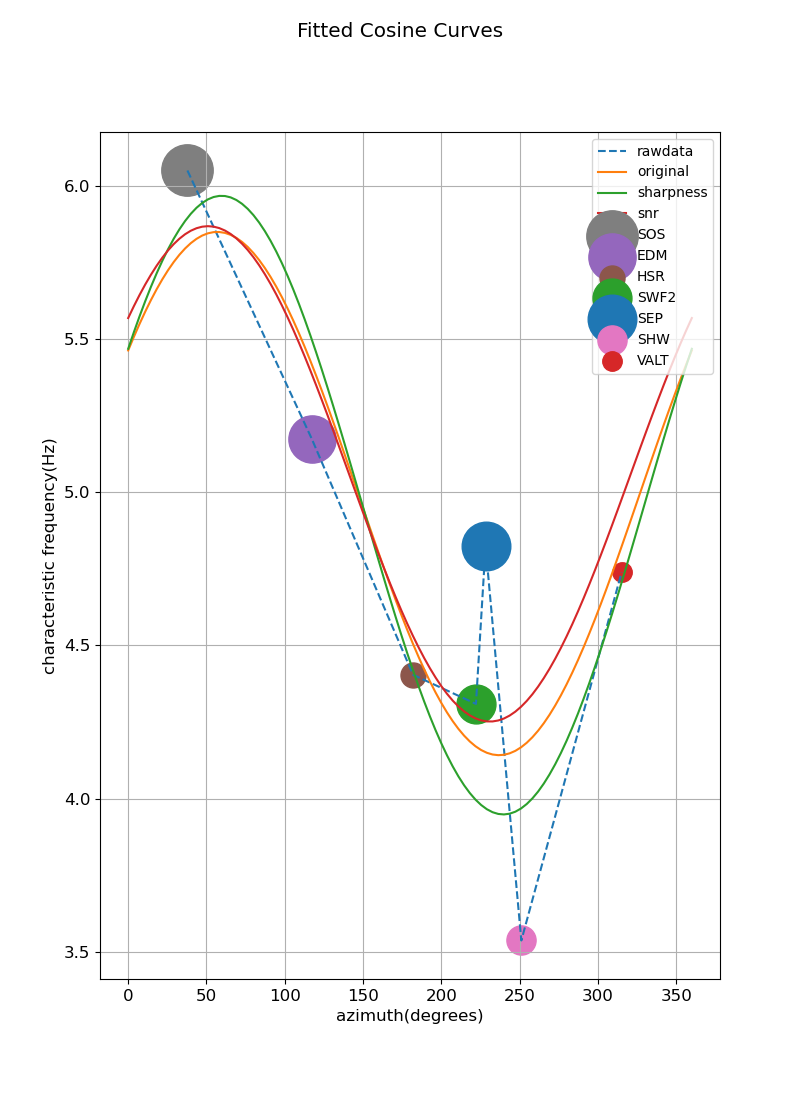 Fitted Cosine Curves
rawdata
original
sharpness
snr
SOS
EDM
HSR
SWF2
SEP
SHW
VALT
characteristic frequency(Hz)
6.0
5.5
5.0
4.5
4.0
3.5
0 50 100 150 200 250 300 350
azimuth(degrees)